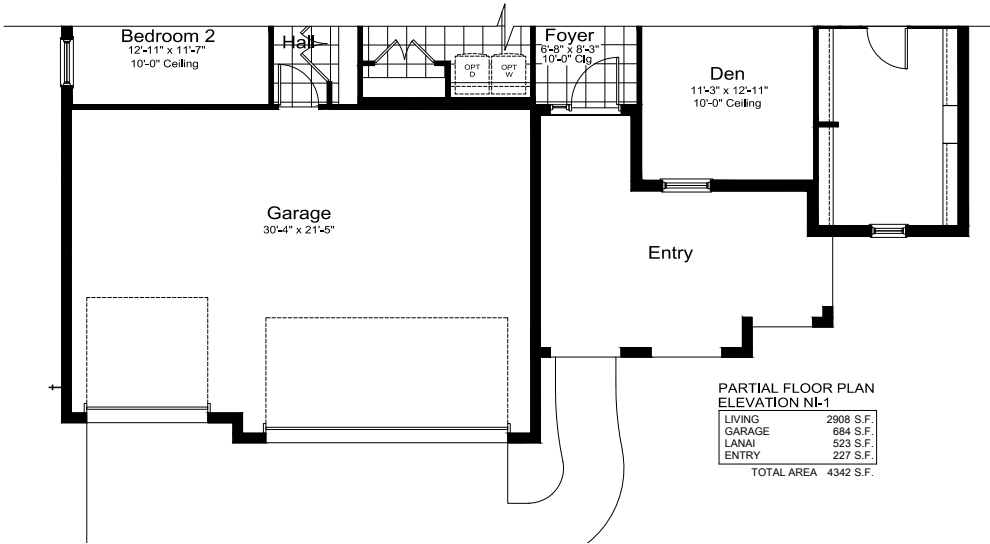 Bedroom 2
12'-11" x 11'-7"
10'-0" Ceiling
Hall
OPT
D
OPT
W
Foyer
6'-8" x 8'-3"
10'-0" Clg
Den
11'-3" x 12'-11"
10'-0" Ceiling
Garage
30'-4" x 21'-5"
Entry
PARTIAL FLOOR PLAN
ELEVATION NI-1
LIVING 2908 S.F.
GARAGE 684 S.F.
LANAI 523 S.F.
ENTRY 227 S.F.
TOTAL AREA 4342 S.F.